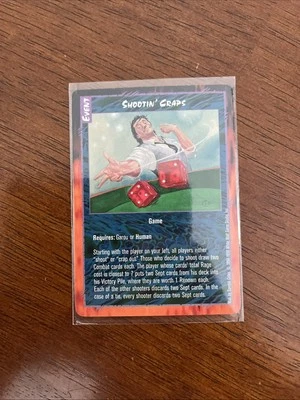 EVENT
SHOOTIN' CRAPS
Game
Requires: Garou or Human
Starting with the player on your left, all players either
"shoot" or "crap out." Those who decide to shoot draw two
Combat cards each. The player whose cards' total Rage
cost is closest to 7 puts two Sept cards from his deck into
his Victory Pile, where they are worth 1 Renown each.
Each of the other shooters discards two Sept cards. In the
case of a tie, every shooter discards two Sept cards.